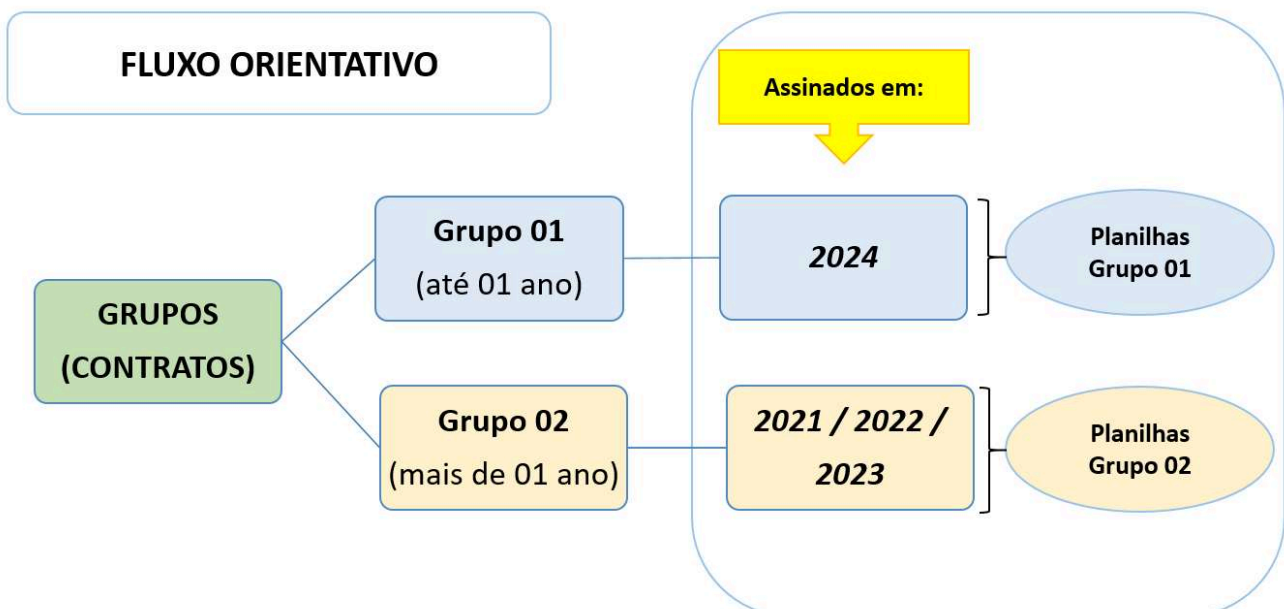 FLUXO ORIENTATIVO
Assinados em:
Grupo 01
(até 01 ano)
2024
Planilhas
Grupo 01
GRUPOS
(CONTRATOS)
Grupo 02
(mais de 01 ano)
2021 / 2022 /
2023
Planilhas
Grupo 02